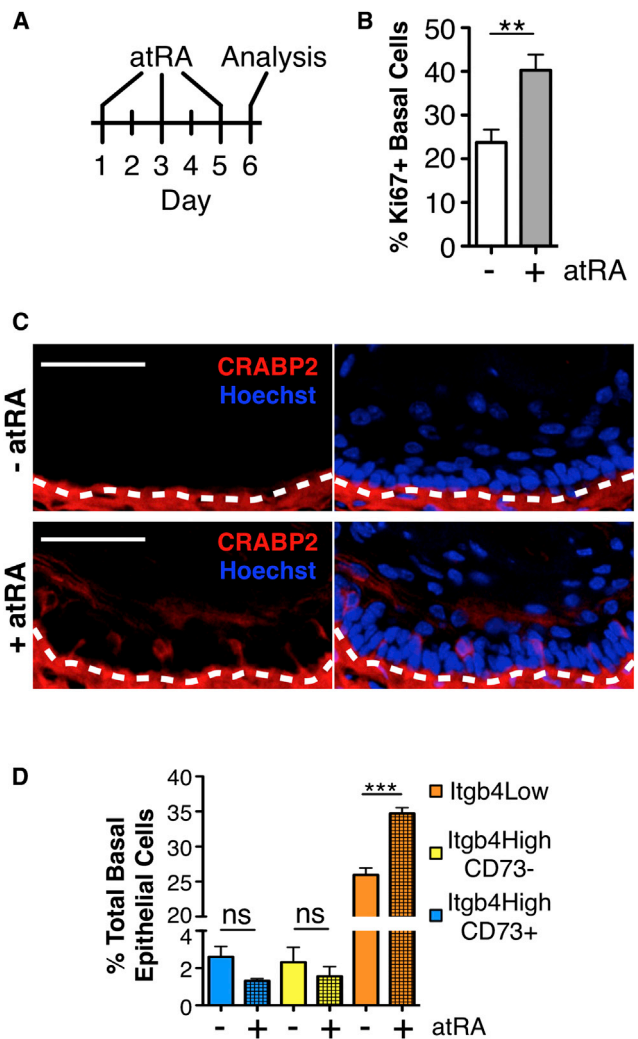 A
atRA Analysis
1 2 3 4 5 6
Day
B
% Ki67+ Basal Cells
50
40
30
20
10
0
**
- + atRA
C
- atRA
CRABP2
Hoechst
+ atRA
CRABP2
Hoechst
D
% Total Basal
Epithelial Cells
40
35
30
25
20
4
2
0
ns
ns
***
- + - + - + atRA
Itgb4Low
Itgb4High
CD73-
Itgb4High
CD73+